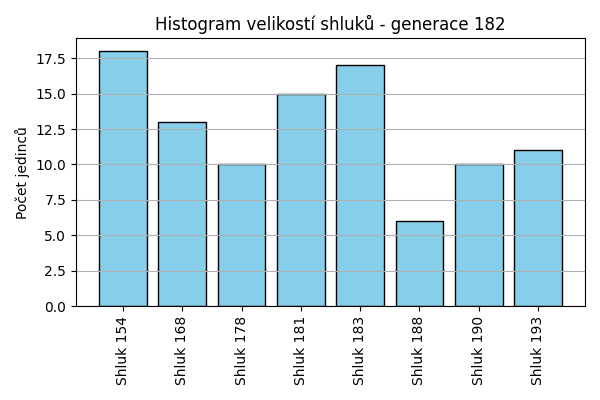 Histogram velikostí shluků - generace 182
Počet jedinců
17.5
15.0
12.5
10.0
7.5
5.0
2.5
0.0
Shluk 154
Shluk 168
Shluk 178
Shluk 181
Shluk 183
Shluk 188
Shluk 190
Shluk 193